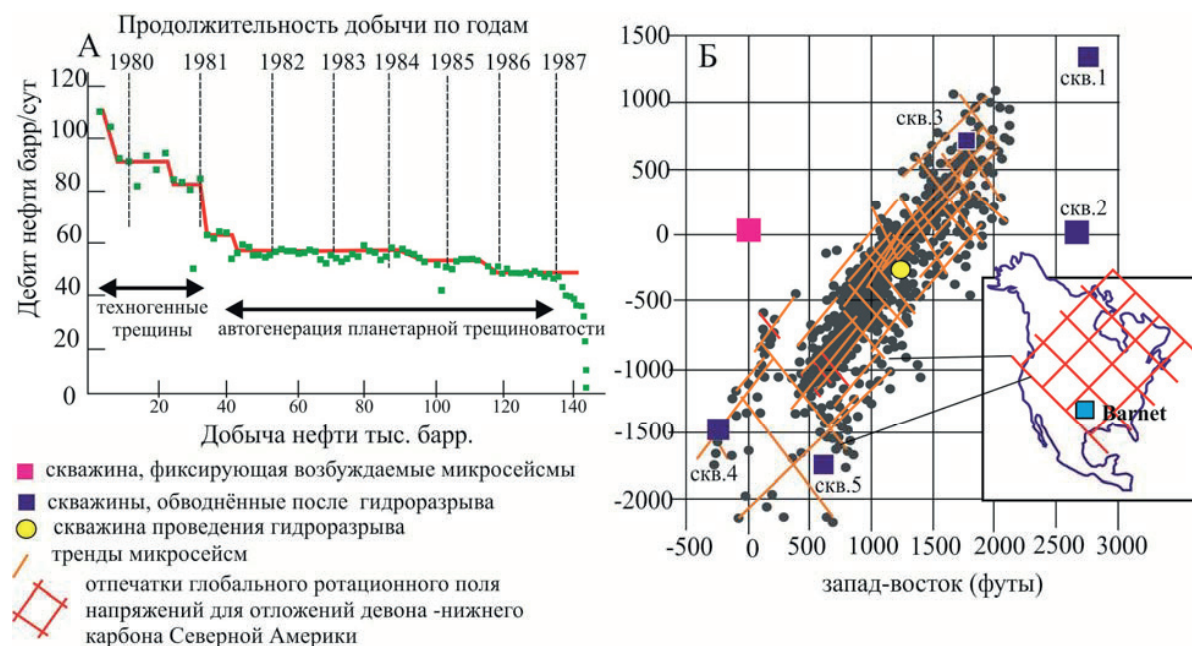 Продолжительность добычи по годам
А
1980 1981 1982 1983 1984 1985 1986 1987
Дебит нефти барр/сут
120
100
80
60
40
20
0
техногенные
трещины
автогенерация планетарной трещиноватости
20 40 60 80 100 120 140
Добыча нефти тыс. барр.
Б
1500
1000
500
0
-500
-1000
-1500
-2000
скв.1
скв.3
скв.2
скв.4
скв.5
Barnet
-500 0 500 1000 1500 2000 2500 3000
запад-восток (футы)
скважина, фиксирующая возбуждаемые микросейсмы
скважины, обводнённые после гидроразрыва
скважина проведения гидроразрыва
тренды микросейсм
отпечатки глобального ротационного поля
напряжений для отложений девона -нижнего
карбона Северной Америки